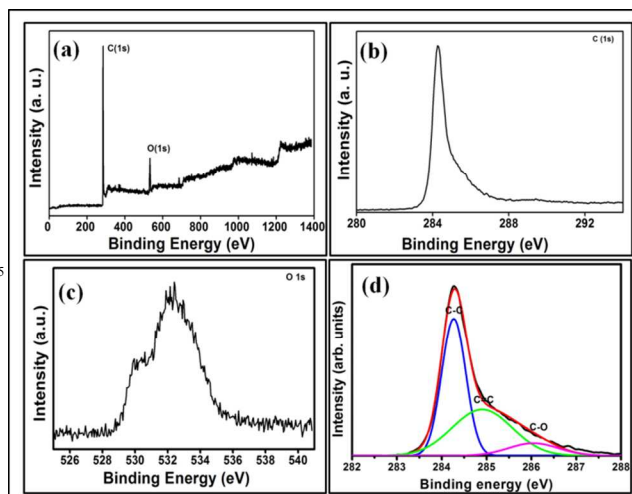 (a)
C(1s)
O(1s)
Intensity (a. u.)
0 200 400 600 800 1000 1200 1400
Binding Energy (eV)
(b)
C (1s)
Intensity (a. u.)
280 284 288 292
Binding Energy (eV)
5
(c)
O 1s
Intensity (a.u.)
526 528 530 532 534 536 538 540
Binding Energy (eV)
(d)
C-C
C=C
C-O
Intensity (arb. units)
282 283 284 285 286 287 288
Binding energy (eV)